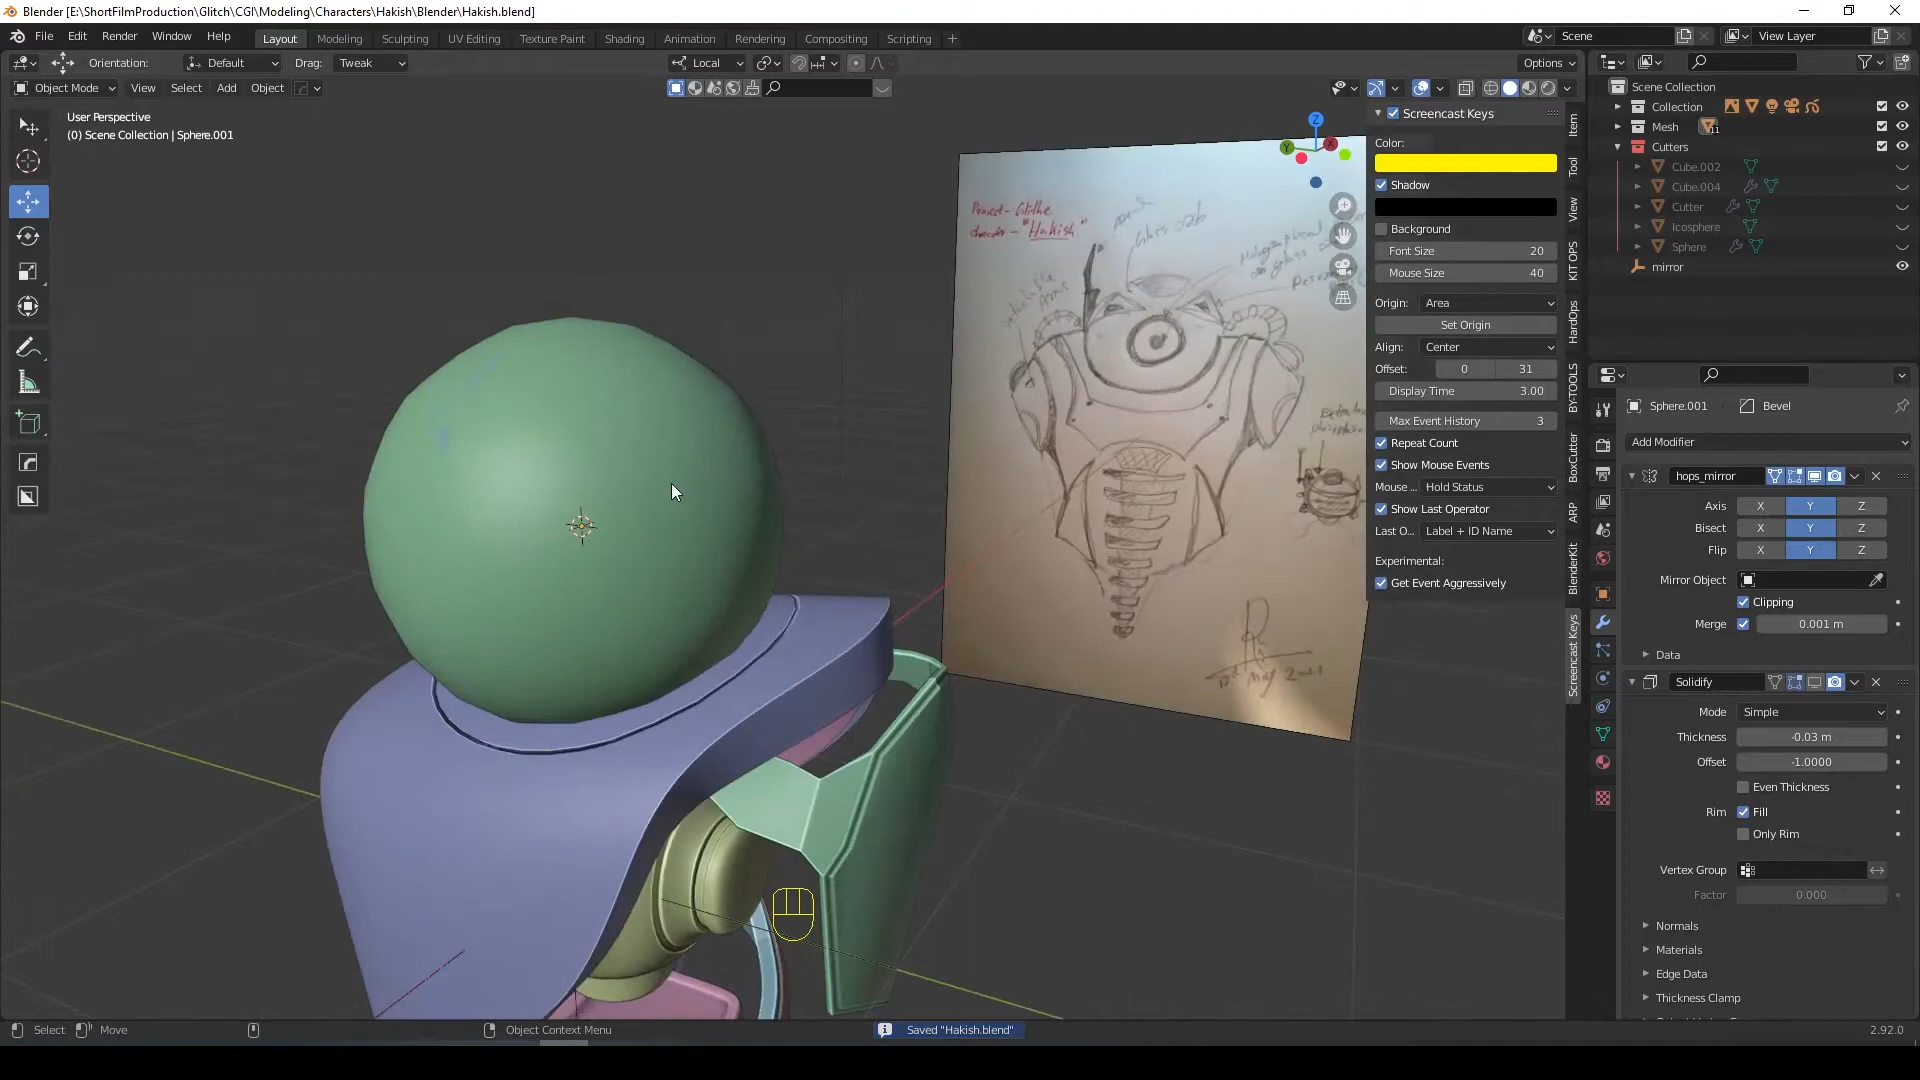 Blender [E:\ShortFilmProduction\Glitch\CGI\Modeling\Characters\Hakish\Blender\Hakish.blend]
File Edit Render Window Help Layout Modeling Sculpting UV Editing Texture Paint Shading Animation Rendering Compositing Scripting + Scene View Layer
Orientation: Default Drag: Tweak Local Options
Object Mode View Select Add Object
User Perspective
(0) Scene Collection | Sphere.001
Screencast Keys
Color:
Shadow
Background
Font Size 20
Mouse Size 40
Origin: Area
Set Origin
Align: Center
Offset: 0 31
Display Time 3.00
Max Event History 3
Repeat Count
Show Mouse Events
Mouse ... Hold Status
Show Last Operator
Last O... Label + ID Name
Experimental:
Get Event Aggressively
Item
Tool
View
KIT OPS
HardOps
BY-TOOLS
BoxCutter
ARP
BlenderKit
Screencast Keys
"Hakish"
Z
Y
X
Scene Collection
Collection
Mesh 11
Cutters
Cube.002
Cube.004
Cutter
Icosphere
Sphere
mirror
Sphere.001 Bevel
Add Modifier
hops_mirror
Axis X Y Z
Bisect X Y Z
Flip X Y Z
Mirror Object
Clipping
Merge 0.001 m
Data
Solidify
Mode Simple
Thickness -0.03 m
Offset -1.0000
Even Thickness
Rim Fill
Only Rim
Vertex Group
Factor 0.000
Normals
Materials
Edge Data
Thickness Clamp
Select Move Object Context Menu Saved "Hakish.blend" 2.92.0